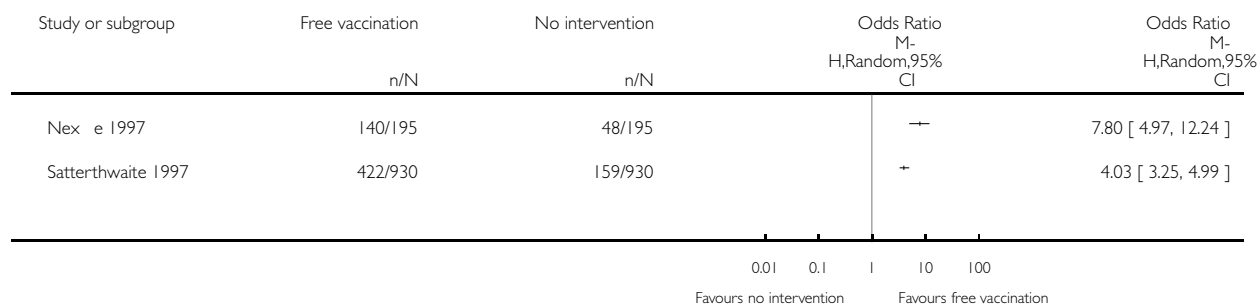 Study or subgroup Free vaccination No intervention Odds Ratio Odds Ratio
M- M-
H,Random,95% H,Random,95%
n/N n/N CI CI
Nex e 1997 140/195 48/195 7.80 [ 4.97, 12.24 ]
Satterthwaite 1997 422/930 159/930 4.03 [ 3.25, 4.99 ]
0.01 0.1 1 10 100
Favours no intervention Favours free vaccination